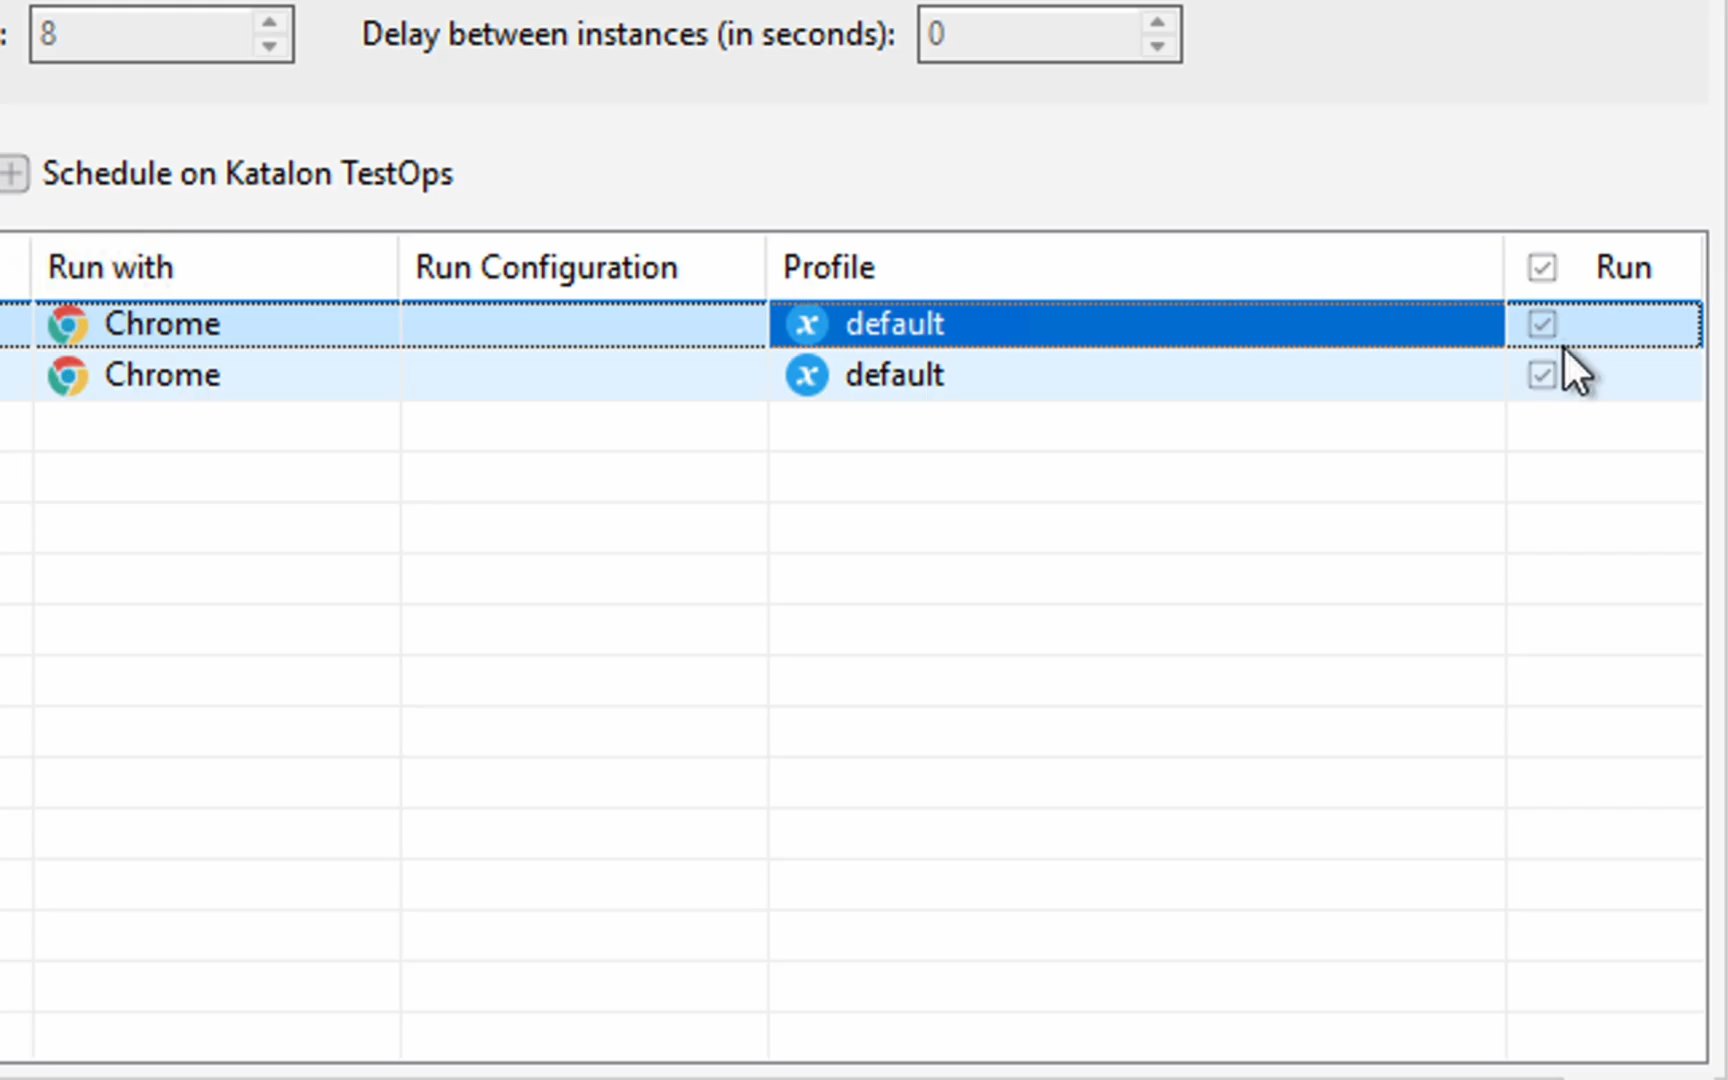 : 8 Delay between instances (in seconds): 0
Schedule on Katalon TestOps
Run with Run Configuration Profile Run
Chrome default
Chrome default